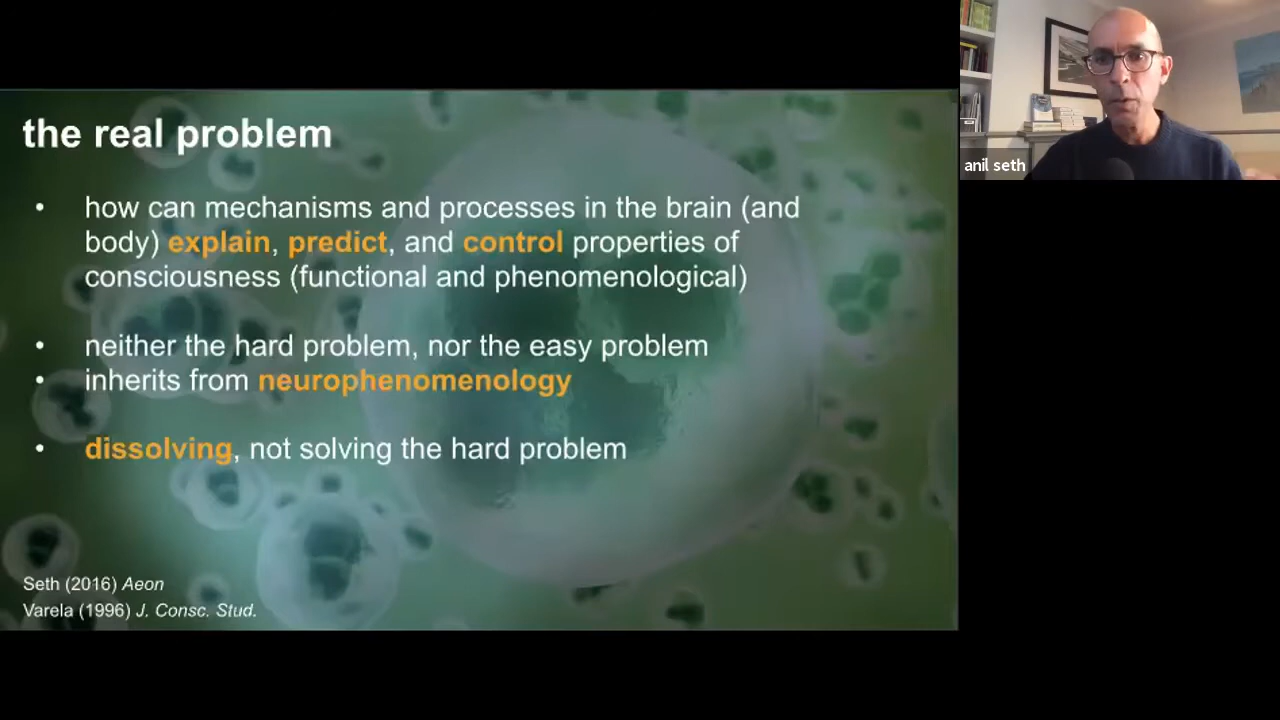 the real problem
• how can mechanisms and processes in the brain (and
body) explain, predict, and control properties of
consciousness (functional and phenomenological)
• neither the hard problem, nor the easy problem
• inherits from neurophenomenology
• dissolving, not solving the hard problem
Seth (2016) Aeon
Varela (1996) J. Consc. Stud.
anil seth